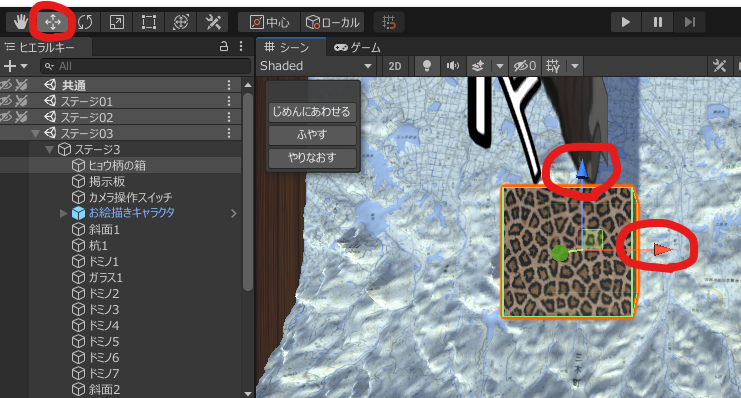 中心
ローカル
ヒエラルキー
シーン
ゲーム
All
Shaded
2D
0
共通
ステージ01
ステージ02
ステージ03
ステージ3
ヒョウ柄の箱
掲示板
カメラ操作スイッチ
お絵描きキャラクタ
斜面1
杭1
ドミノ1
ガラス1
ドミノ2
ドミノ3
ドミノ4
ドミノ5
ドミノ6
ドミノ7
斜面2
じめんにあわせる
ふやす
やりなおす
三木町